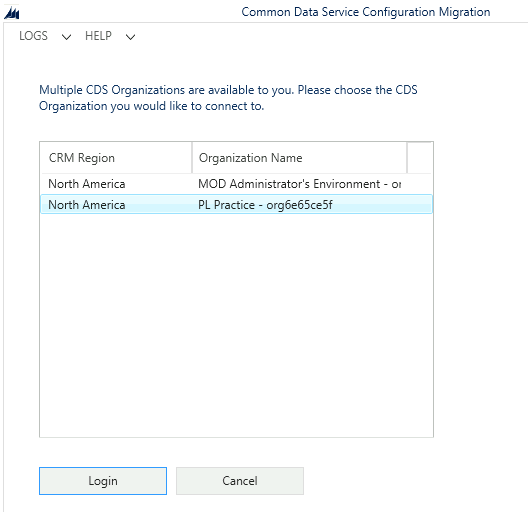 Common Data Service Configuration Migration
LOGS HELP
Multiple CDS Organizations are available to you. Please choose the CDS
Organization you would like to connect to.
CRM Region Organization Name
North America MOD Administrator's Environment - or
North America PL Practice - org6e65ce5f
Login Cancel